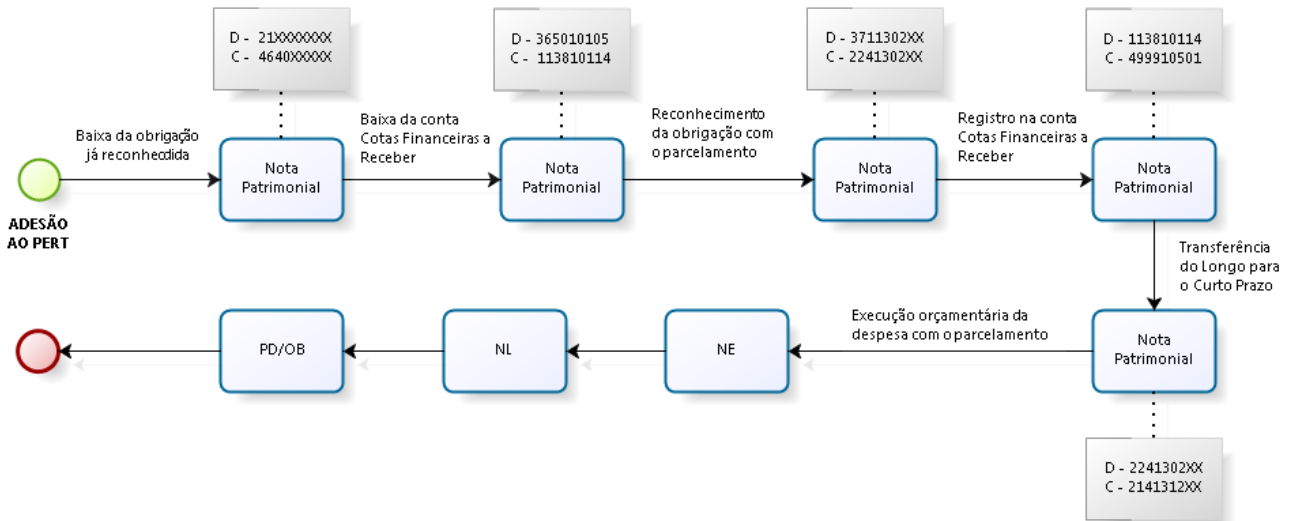 D - 21XXXXXXX
C - 4640XXXXX
D - 365010105
C - 113810114
D - 3711302XX
C - 2241302XX
D - 113810114
C - 499910501
Baixa da obrigação
já reconhecdida
Baixa da conta
Cotas Financeiras a
Receber
Reconhecimento
da obrigação com
o parcelamento
Registro na conta
Cotas Financeiras a
Receber
ADESÃO
AO PERT
Nota
Patrimonial
Nota
Patrimonial
Nota
Patrimonial
Nota
Patrimonial
Transferência
do Longo para
o Curto Prazo
Nota
Patrimonial
Execução orçamentária da
despesa com o parcelamento
NE
NL
PD/OB
D - 2241302XX
C - 2141312XX